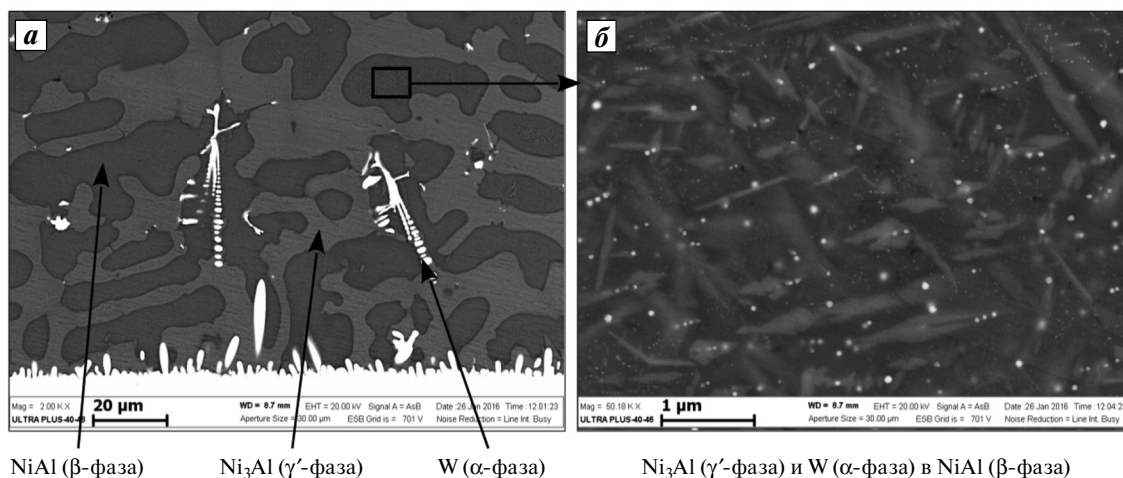 а
б
Mag = 2.00 K X
20 µm
WD = 8.7 mm
EHT = 20.00 kV
Signal A = AsB
Date :26 Jan 2016
Time :12:01:23
ULTRA PLUS-40-46
Aperture Size = 30.00 µm
ESB Grid is = 701 V
Noise Reduction = Line Int. Busy
Mag = 50.18 K X
1 µm
WD = 8.7 mm
EHT = 20.00 kV
Signal A = AsB
Date :26 Jan 2016
Time :12:04:23
ULTRA PLUS-40-46
Aperture Size = 30.00 µm
ESB Grid is = 701 V
Noise Reduction = Line Int. Busy
NiAl (β-фаза)
Ni₃Al (γ′-фаза)
W (α-фаза)
Ni₃Al (γ′-фаза) и W (α-фаза) в NiAl (β-фаза)